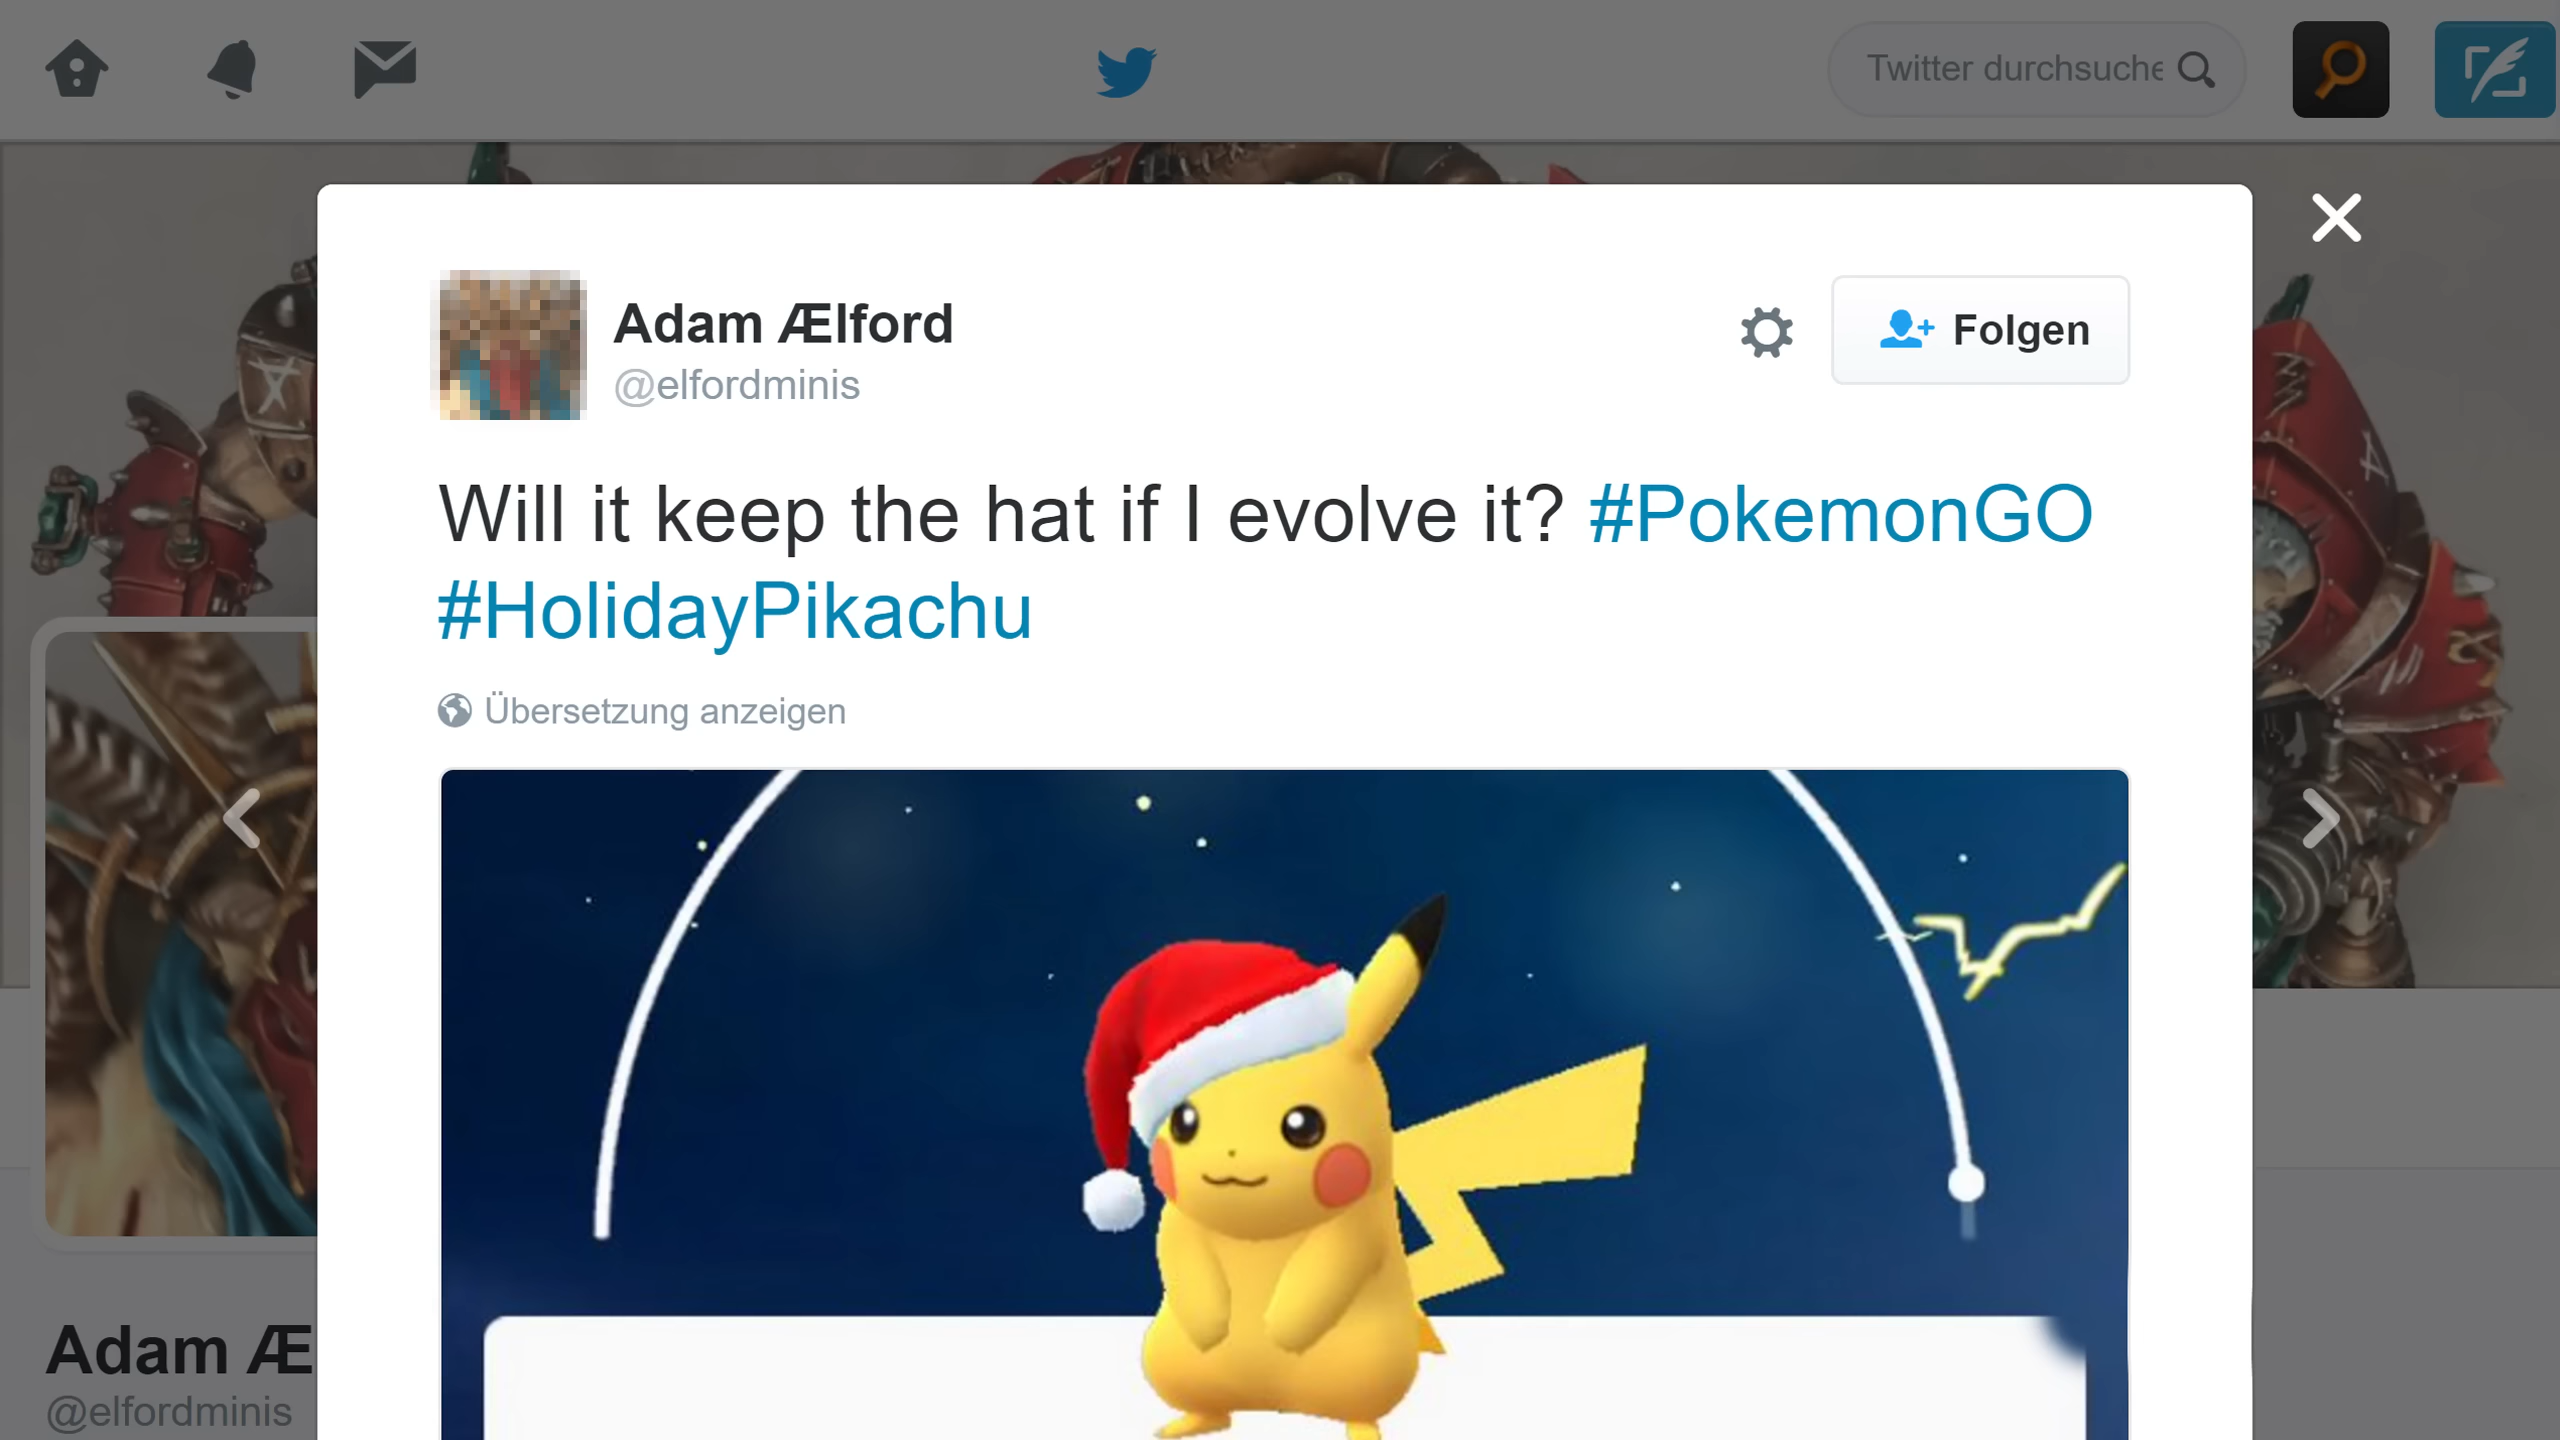 Twitter durchsuche
Adam Ælford
@elfordminis
Folgen
Will it keep the hat if I evolve it? #PokemonGO
#HolidayPikachu
Übersetzung anzeigen
Adam Æ
@elfordminis